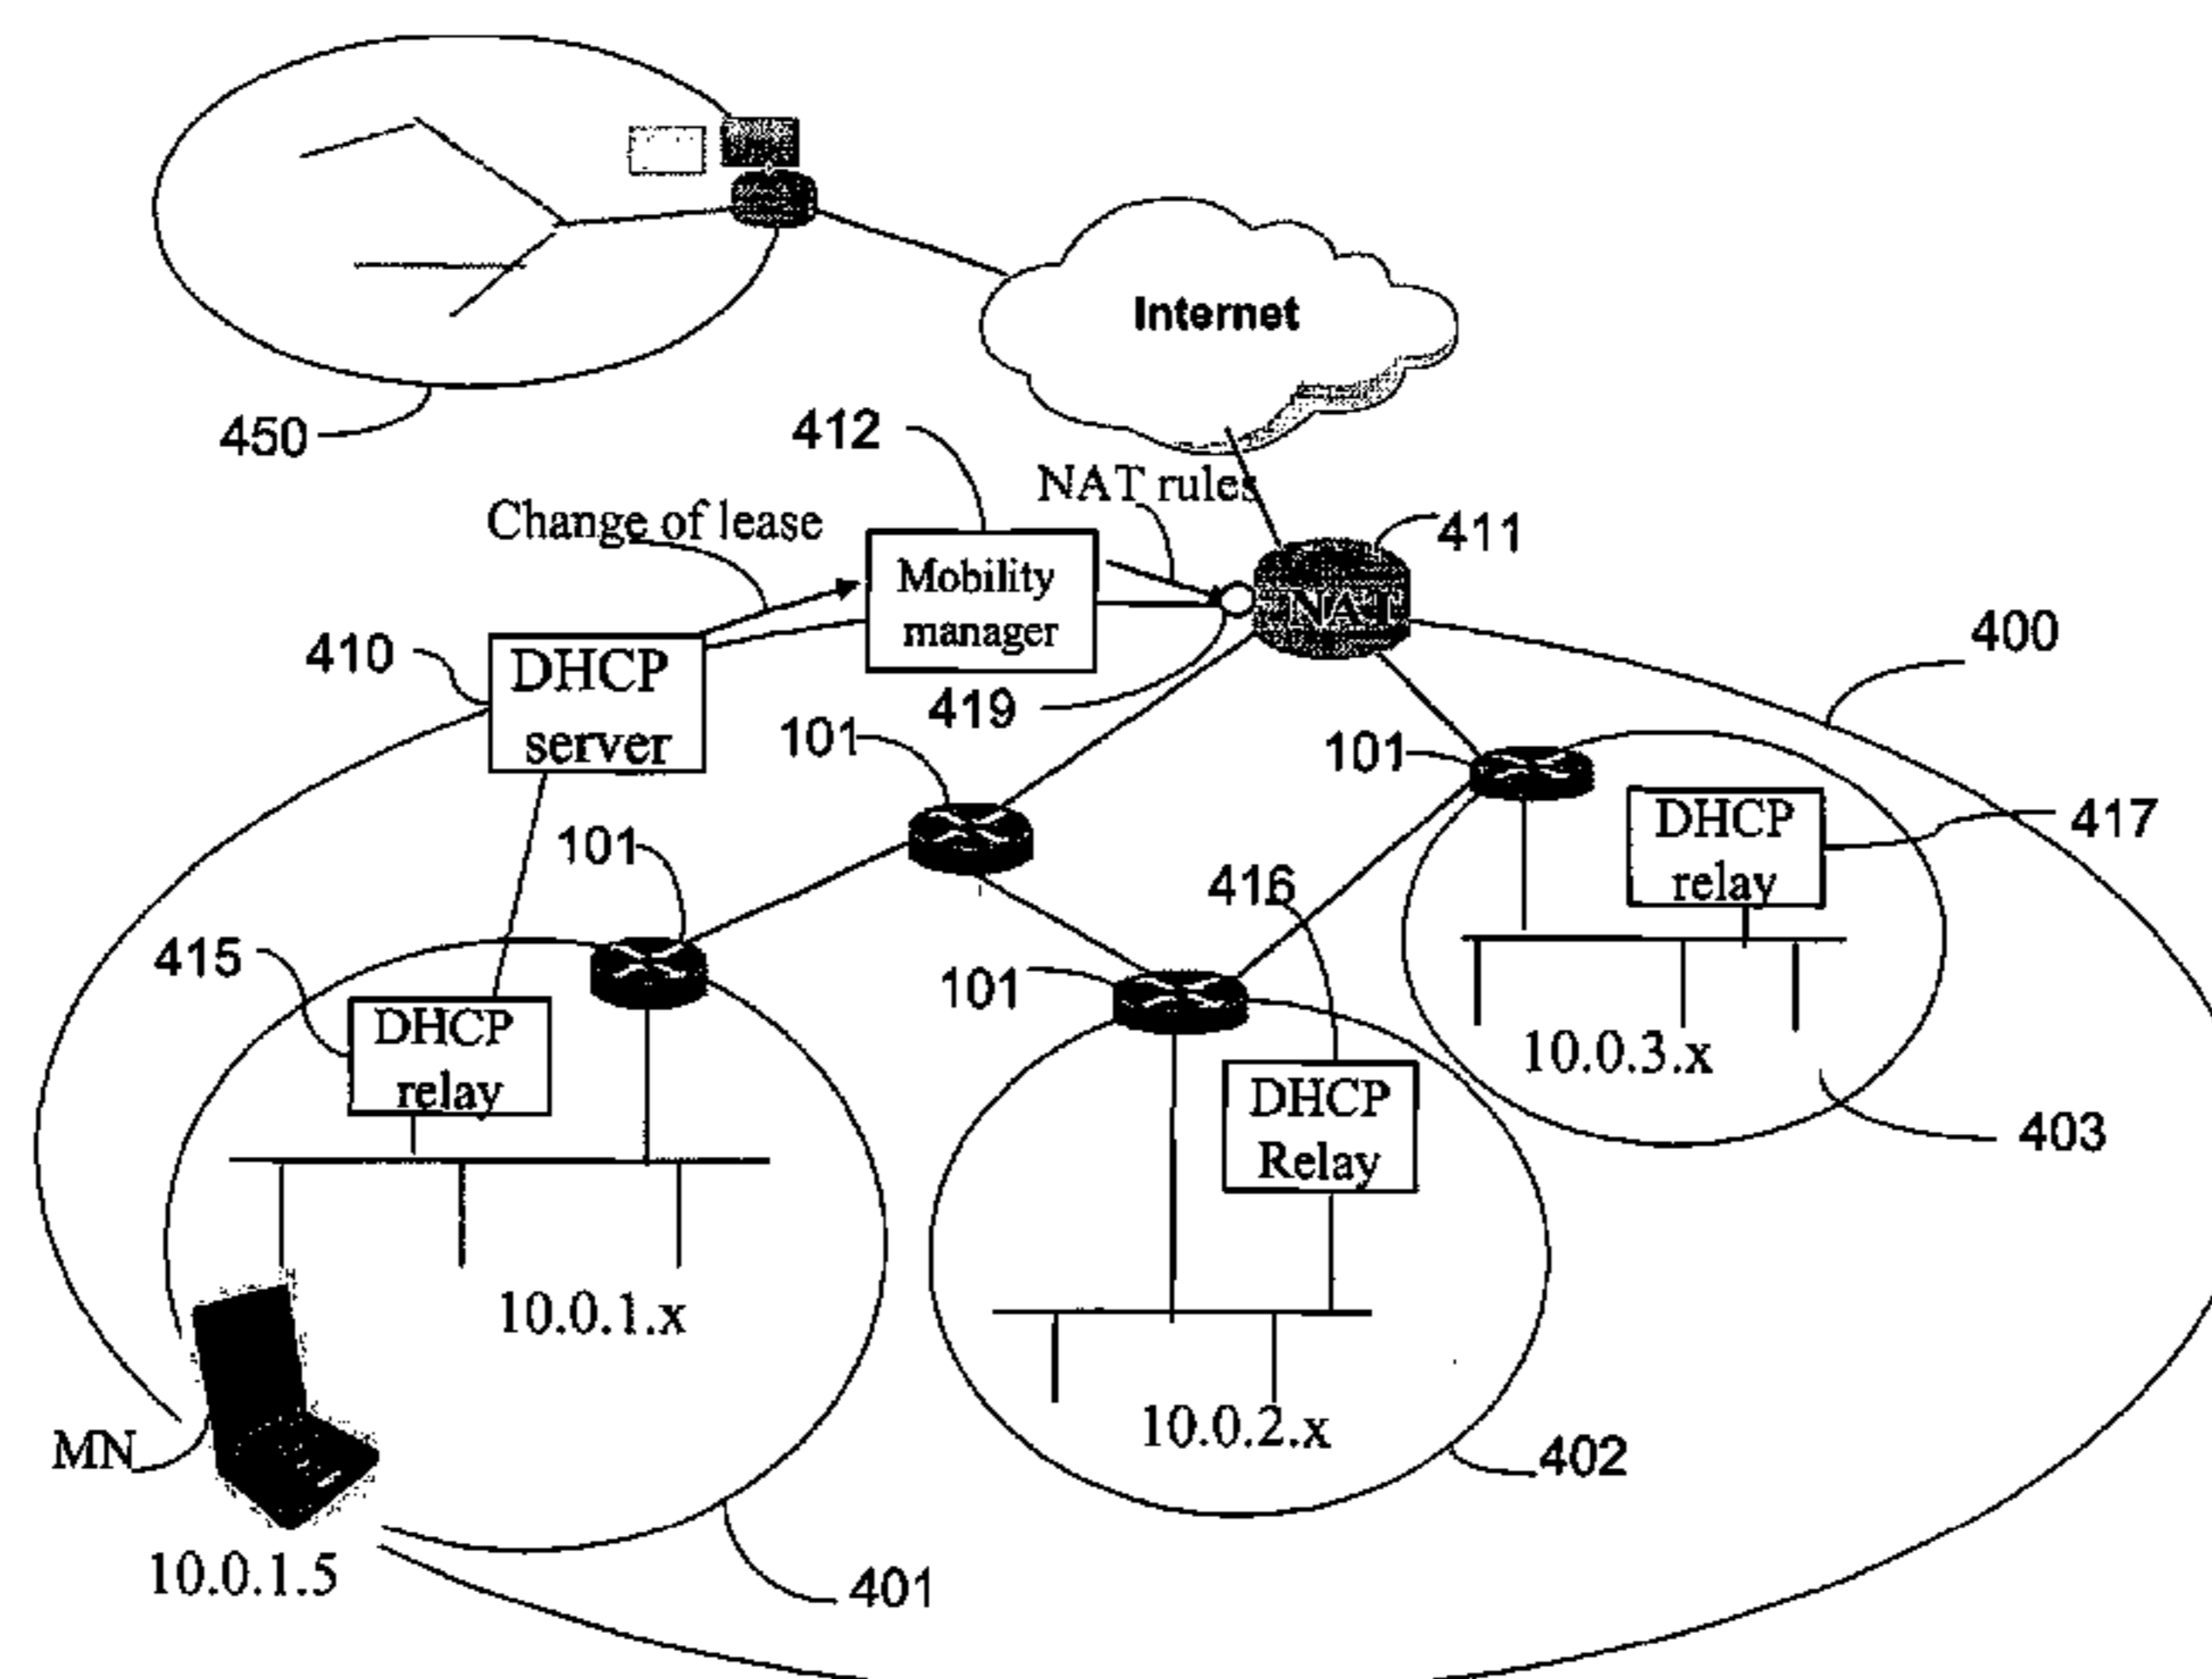 Internet
450
412
NAT rules
Change of lease
411
Mobility
manager
NAT
400
410
DHCP
server
419
101
101
101
DHCP
relay
417
416
415
101
DHCP
relay
10.0.3.x
DHCP
Relay
403
10.0.1.x
10.0.2.x
MN
402
10.0.1.5
401